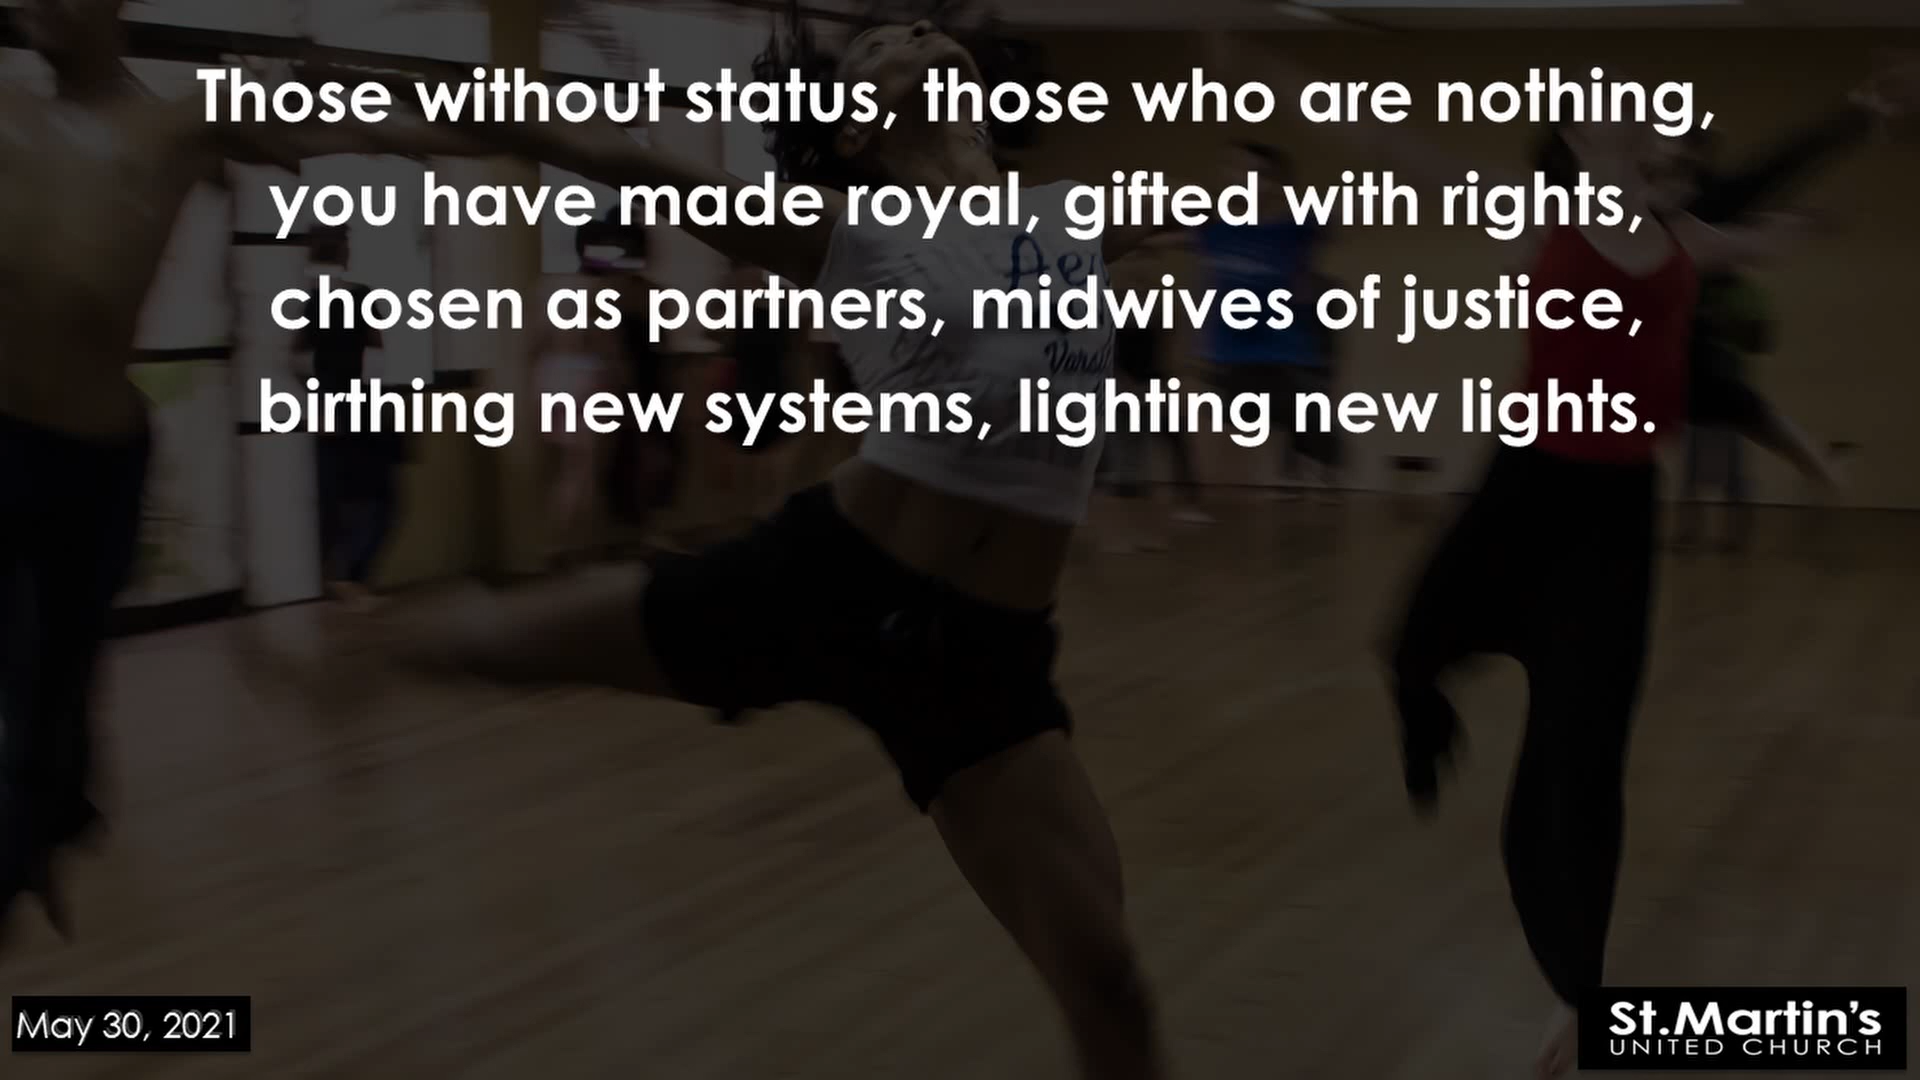 Those without status, those who are nothing,
you have made royal, gifted with rights,
chosen as partners, midwives of justice,
birthing new systems, lighting new lights.
May 30, 2021
St.Martin's
UNITED CHURCH